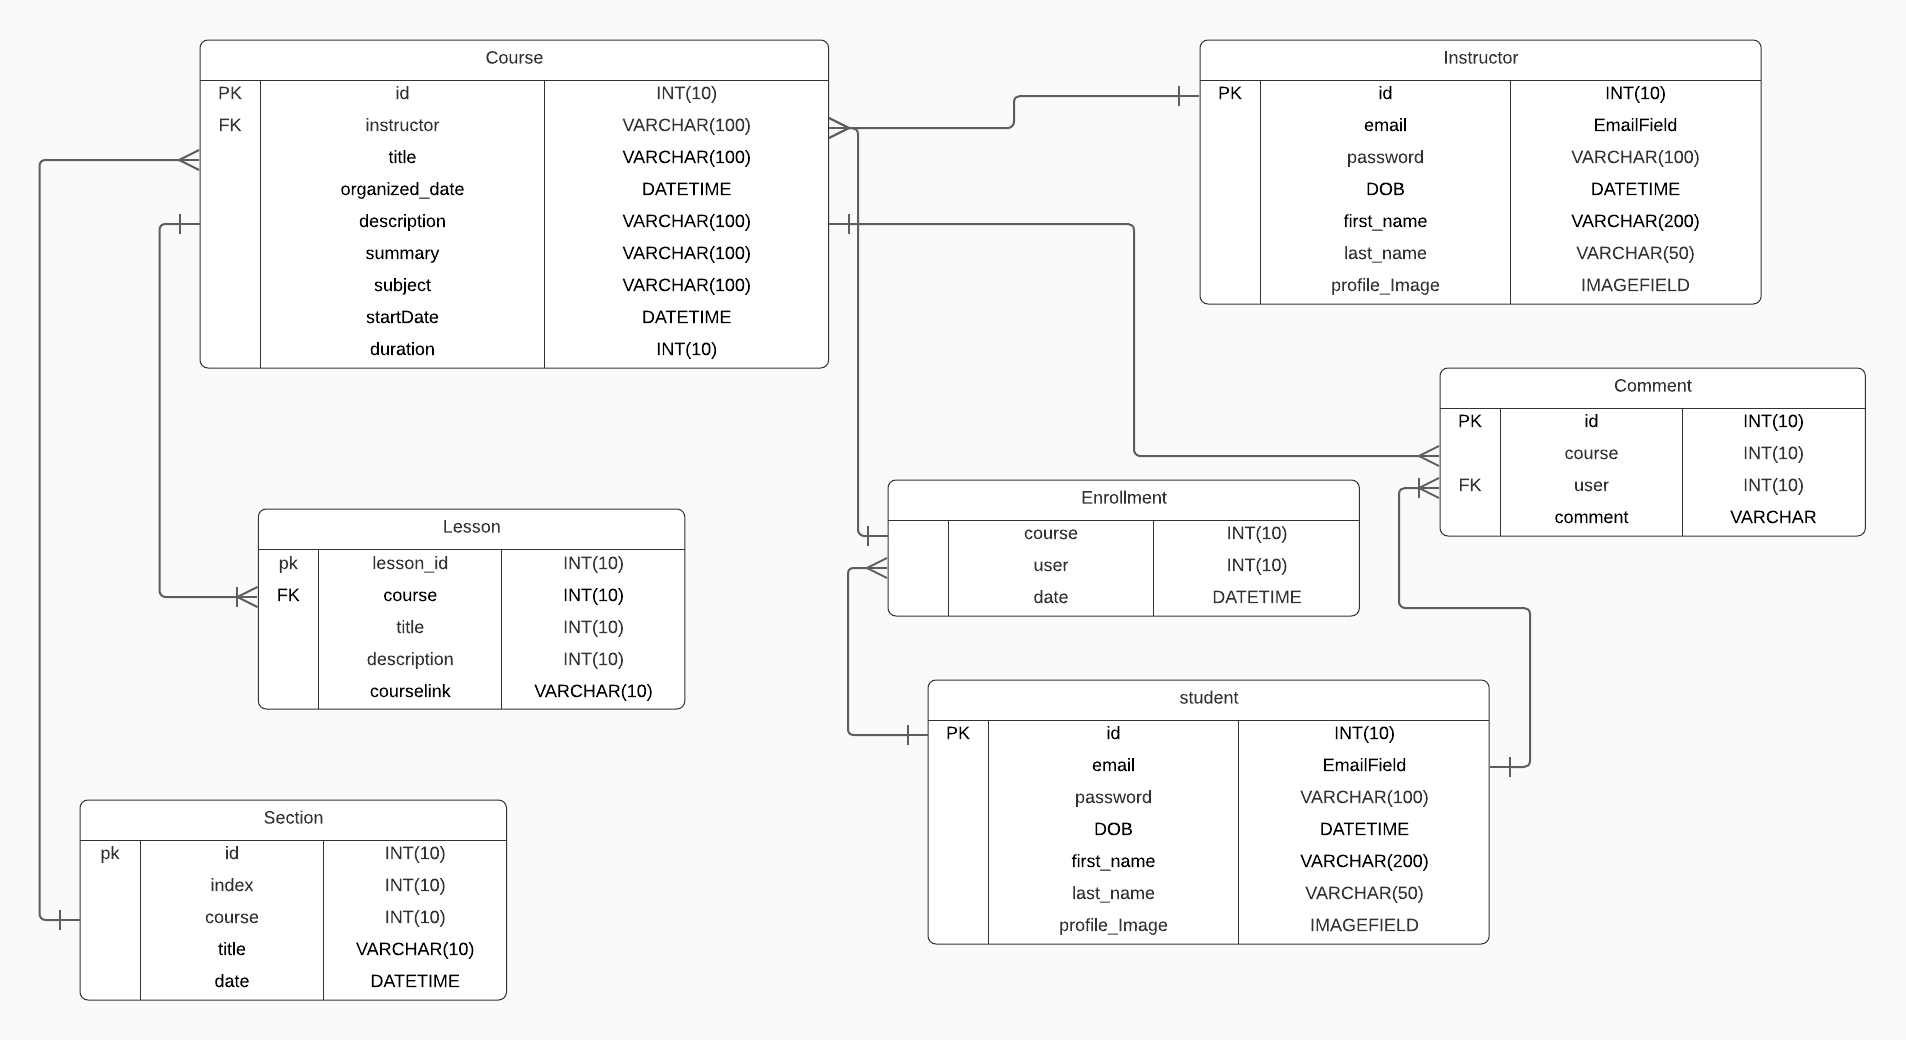 Course
PK id INT(10)
FK instructor VARCHAR(100)
title VARCHAR(100)
organized_date DATETIME
description VARCHAR(100)
summary VARCHAR(100)
subject VARCHAR(100)
startDate DATETIME
duration INT(10)
Instructor
PK id INT(10)
email EmailField
password VARCHAR(100)
DOB DATETIME
first_name VARCHAR(200)
last_name VARCHAR(50)
profile_Image IMAGEFIELD
Comment
PK id INT(10)
course INT(10)
FK user INT(10)
comment VARCHAR
Enrollment
course INT(10)
user INT(10)
date DATETIME
Lesson
pk lesson_id INT(10)
FK course INT(10)
title INT(10)
description INT(10)
courselink VARCHAR(10)
student
PK id INT(10)
email EmailField
password VARCHAR(100)
DOB DATETIME
first_name VARCHAR(200)
last_name VARCHAR(50)
profile_Image IMAGEFIELD
Section
pk id INT(10)
index INT(10)
course INT(10)
title VARCHAR(10)
date DATETIME